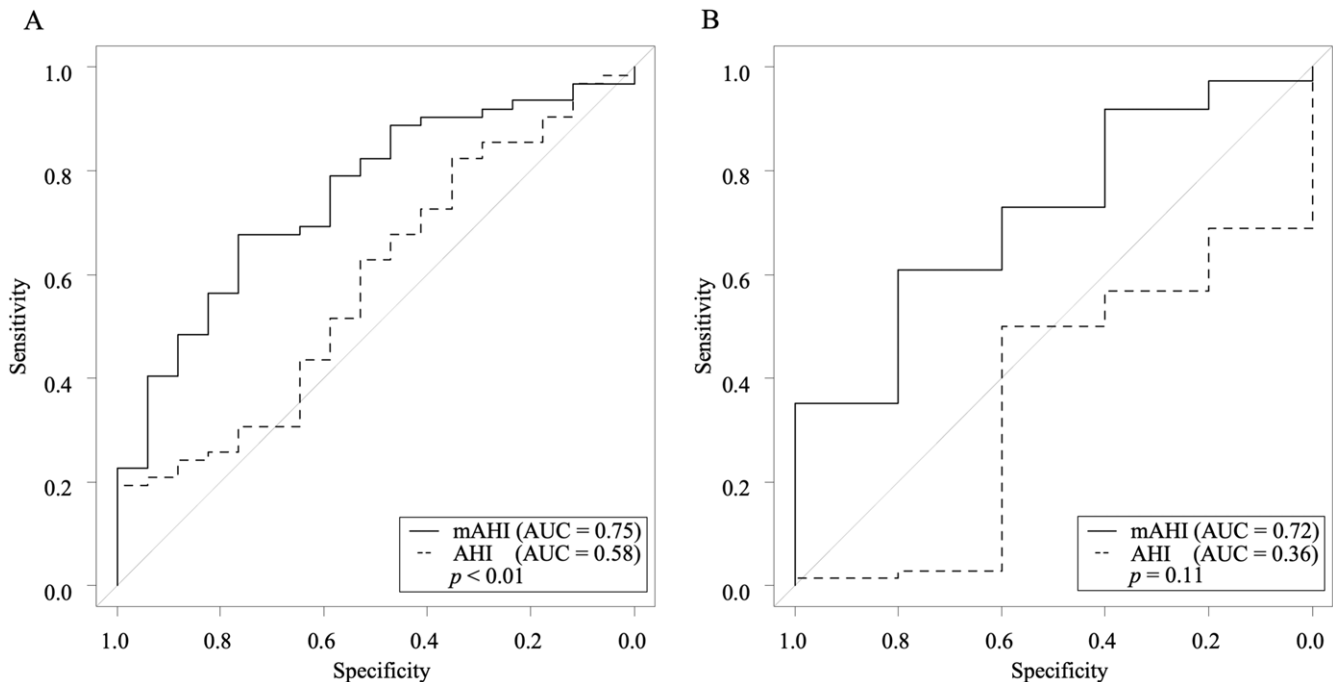 A
1.0
0.8
0.6
0.4
0.2
0.0
Sensitivity
mAHI (AUC = 0.75)
AHI (AUC = 0.58)
p < 0.01
1.0 0.8 0.6 0.4 0.2 0.0
Specificity
B
1.0
0.8
0.6
0.4
0.2
0.0
Sensitivity
mAHI (AUC = 0.72)
AHI (AUC = 0.36)
p = 0.11
1.0 0.8 0.6 0.4 0.2 0.0
Specificity